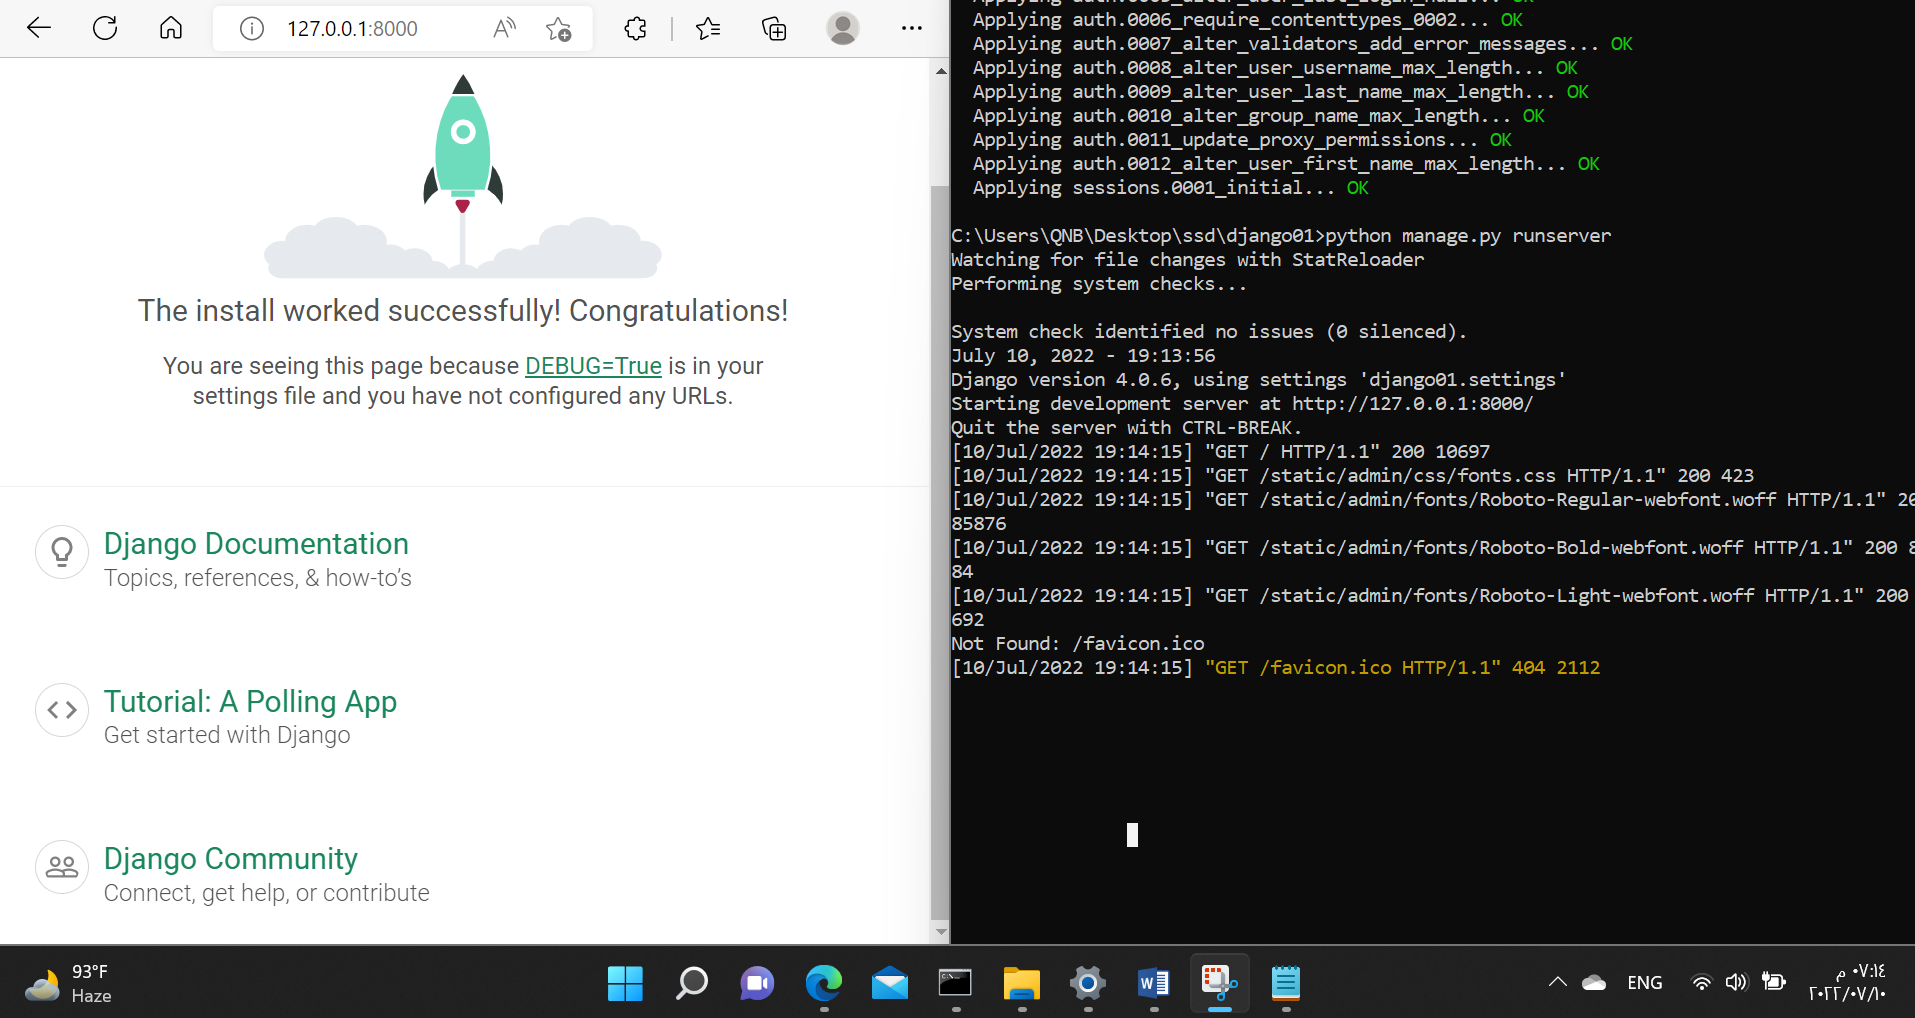 127.0.0.1:8000
The install worked successfully! Congratulations!
You are seeing this page because DEBUG=True is in your
settings file and you have not configured any URLs.
Django Documentation
Topics, references, & how-to’s
Tutorial: A Polling App
Get started with Django
Django Community
Connect, get help, or contribute
Applying auth.0006_require_contenttypes_0002... OK
Applying auth.0007_alter_validators_add_error_messages... OK
Applying auth.0008_alter_user_username_max_length... OK
Applying auth.0009_alter_user_last_name_max_length... OK
Applying auth.0010_alter_group_name_max_length... OK
Applying auth.0011_update_proxy_permissions... OK
Applying auth.0012_alter_user_first_name_max_length... OK
Applying sessions.0001_initial... OK
C:\Users\QNB\Desktop\ssd\django01>python manage.py runserver
Watching for file changes with StatReloader
Performing system checks...
System check identified no issues (0 silenced).
July 10, 2022 - 19:13:56
Django version 4.0.6, using settings 'django01.settings'
Starting development server at http://127.0.0.1:8000/
Quit the server with CTRL-BREAK.
[10/Jul/2022 19:14:15] "GET / HTTP/1.1" 200 10697
[10/Jul/2022 19:14:15] "GET /static/admin/css/fonts.css HTTP/1.1" 200 423
[10/Jul/2022 19:14:15] "GET /static/admin/fonts/Roboto-Regular-webfont.woff HTTP/1.1" 20
85876
[10/Jul/2022 19:14:15] "GET /static/admin/fonts/Roboto-Bold-webfont.woff HTTP/1.1" 200 8
84
[10/Jul/2022 19:14:15] "GET /static/admin/fonts/Roboto-Light-webfont.woff HTTP/1.1" 200
692
Not Found: /favicon.ico
[10/Jul/2022 19:14:15] "GET /favicon.ico HTTP/1.1" 404 2112
93°F
Haze
ENG
٠٧:١٤ م
٢٠٢٢/٠٧/١٠